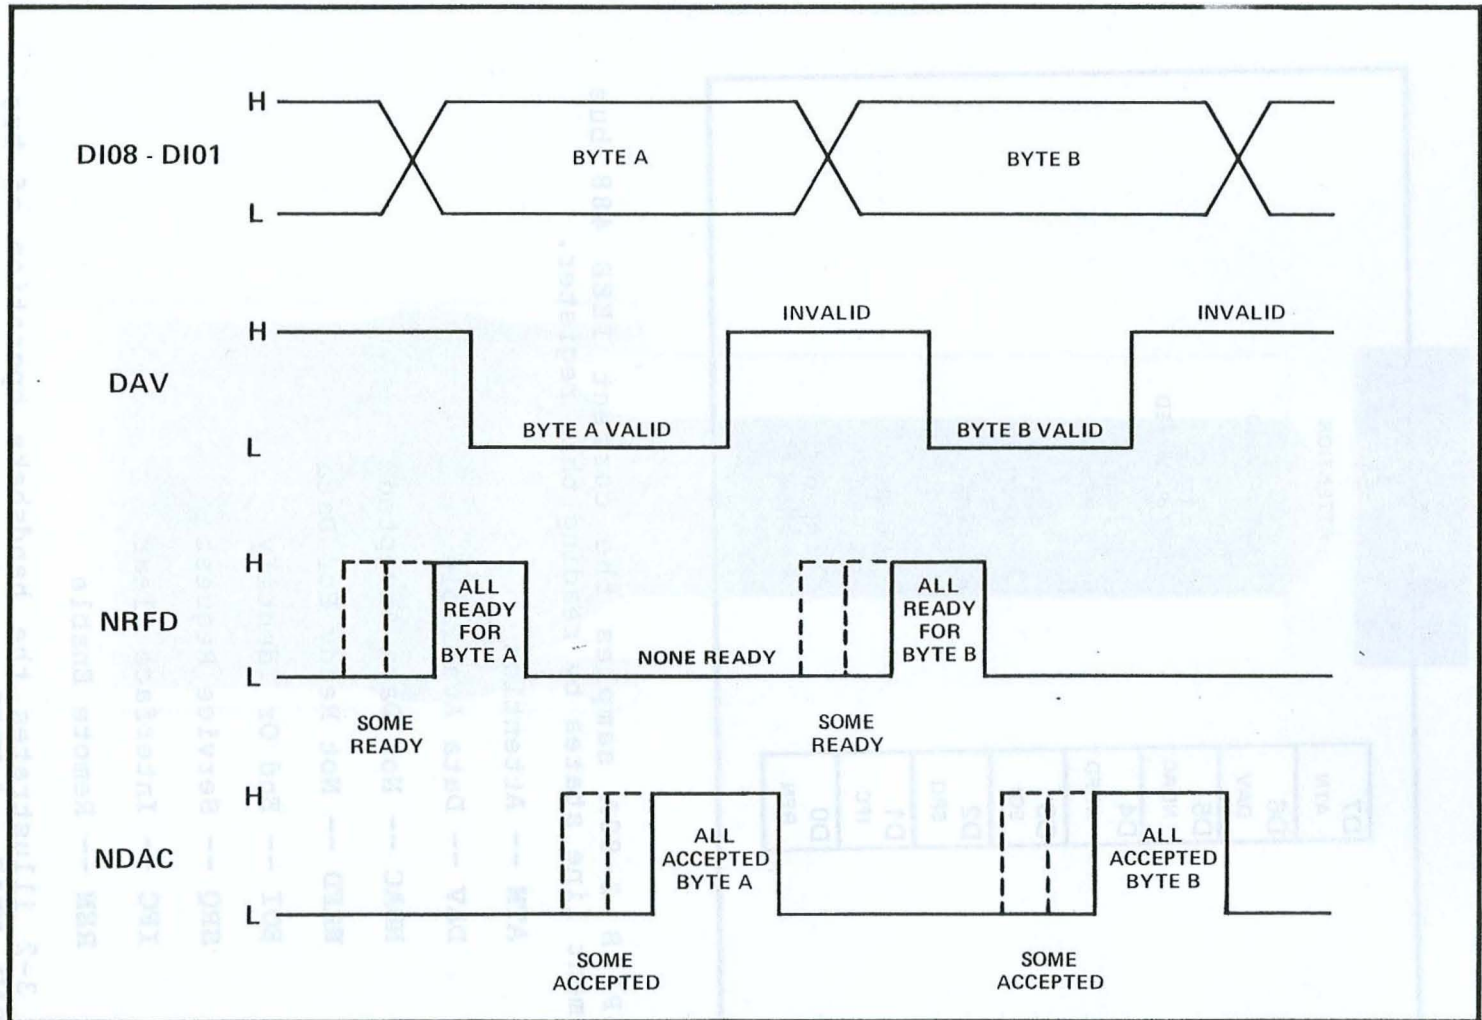 H
DI08 - DI01
BYTE A
BYTE B
L
INVALID
INVALID
H
DAV
BYTE A VALID
BYTE B VALID
L
H
NRFD
ALL
READY
FOR
BYTE A
NONE READY
ALL
READY
FOR
BYTE B
L
SOME
READY
SOME
READY
H
NDAC
ALL
ACCEPTED
BYTE A
ALL
ACCEPTED
BYTE B
L
SOME
ACCEPTED
SOME
ACCEPTED